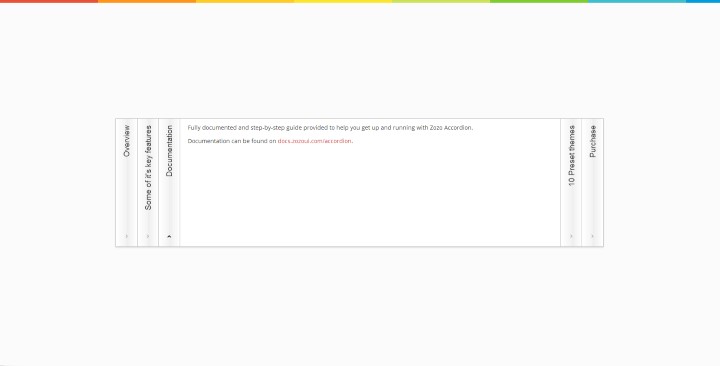 Overview
Some of it's key features
Documentation
Fully documented and step-by-step guide provided to help you get up and running with Zozo Accordion.
Documentation can be found on docs.zozoui.com/accordion.
10 Preset themes
Purchase